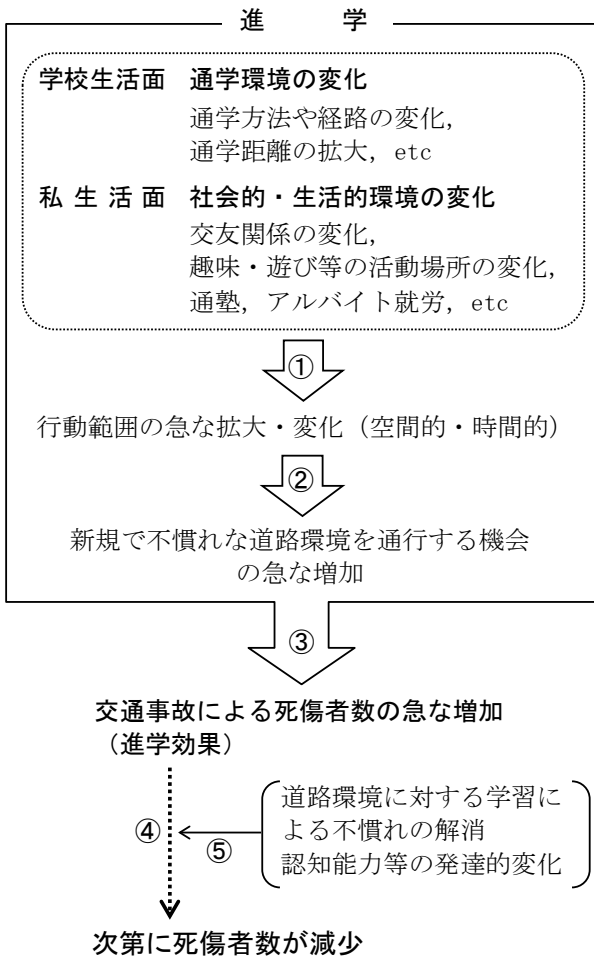 進 学
学校生活面 通学環境の変化
通学方法や経路の変化,
通学距離の拡大, etc
私生活面 社会的・生活的環境の変化
交友関係の変化,
趣味・遊び等の活動場所の変化,
通塾, アルバイト就労, etc
①
行動範囲の急な拡大・変化（空間的・時間的）
②
新規で不慣れな道路環境を通行する機会
の急な増加
③
交通事故による死傷者数の急な増加
（進学効果）
道路環境に対する学習に
よる不慣れの解消
認知能力等の発達的変化
④
⑤
次第に死傷者数が減少